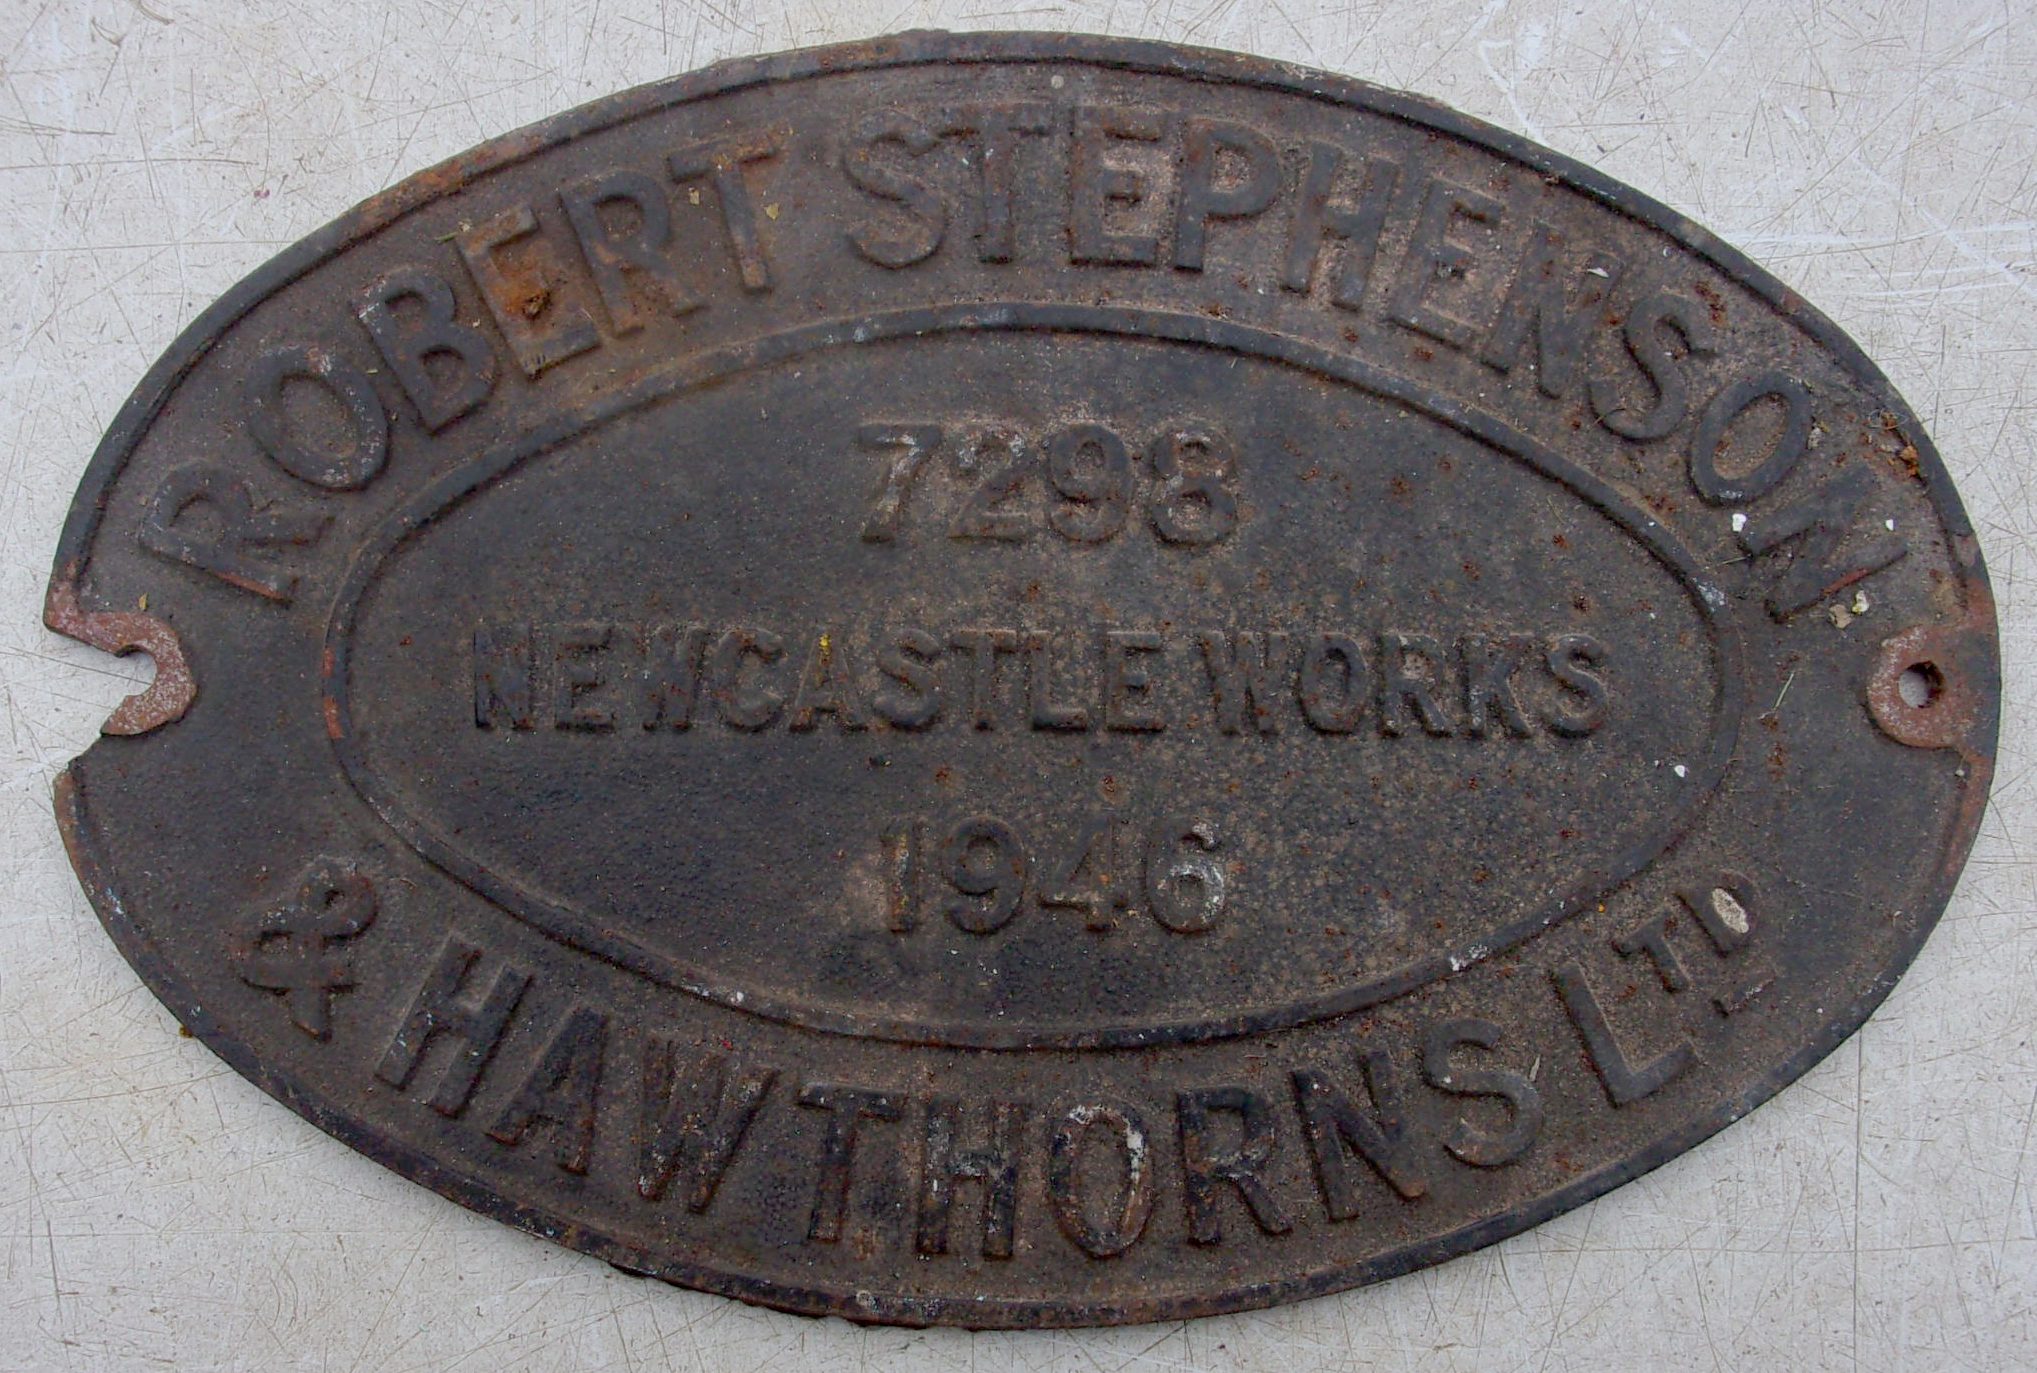 ROBERT STEPHENSON
7298
NEWCASTLE WORKS
1946
& HAWTHORNS LTD